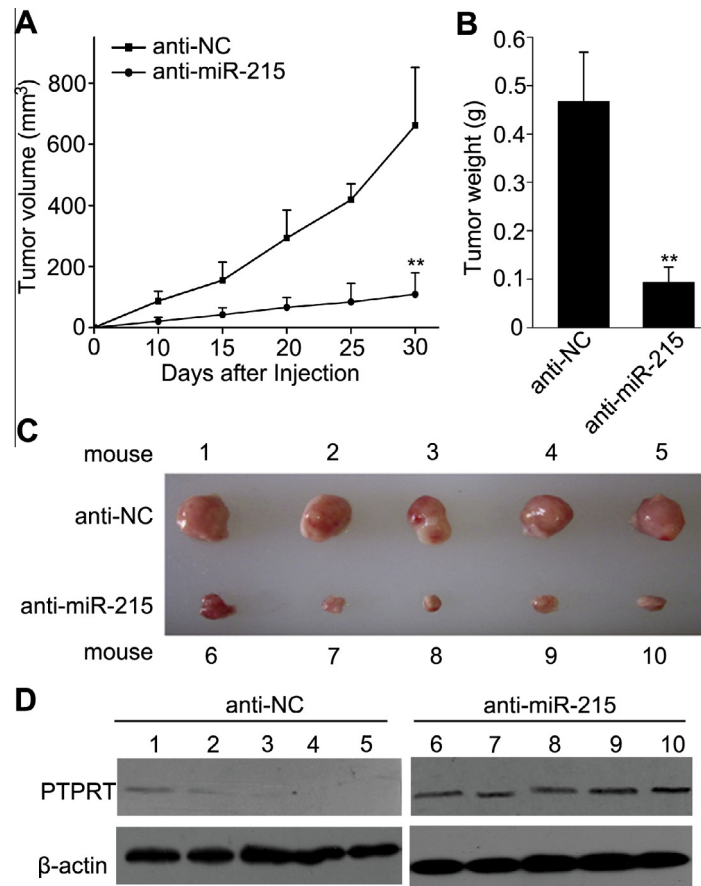 A
anti-NC
anti-miR-215
Tumor volume (mm³)
800
600
400
200
0
0 10 15 20 25 30
**
Days after Injection
B
Tumor weight (g)
0.6
0.5
0.4
0.3
0.2
0.1
0
**
anti-NC
anti-miR-215
C
mouse 1 2 3 4 5
anti-NC
anti-miR-215
mouse 6 7 8 9 10
D
anti-NC anti-miR-215
1 2 3 4 5 6 7 8 9 10
PTPRT
β-actin